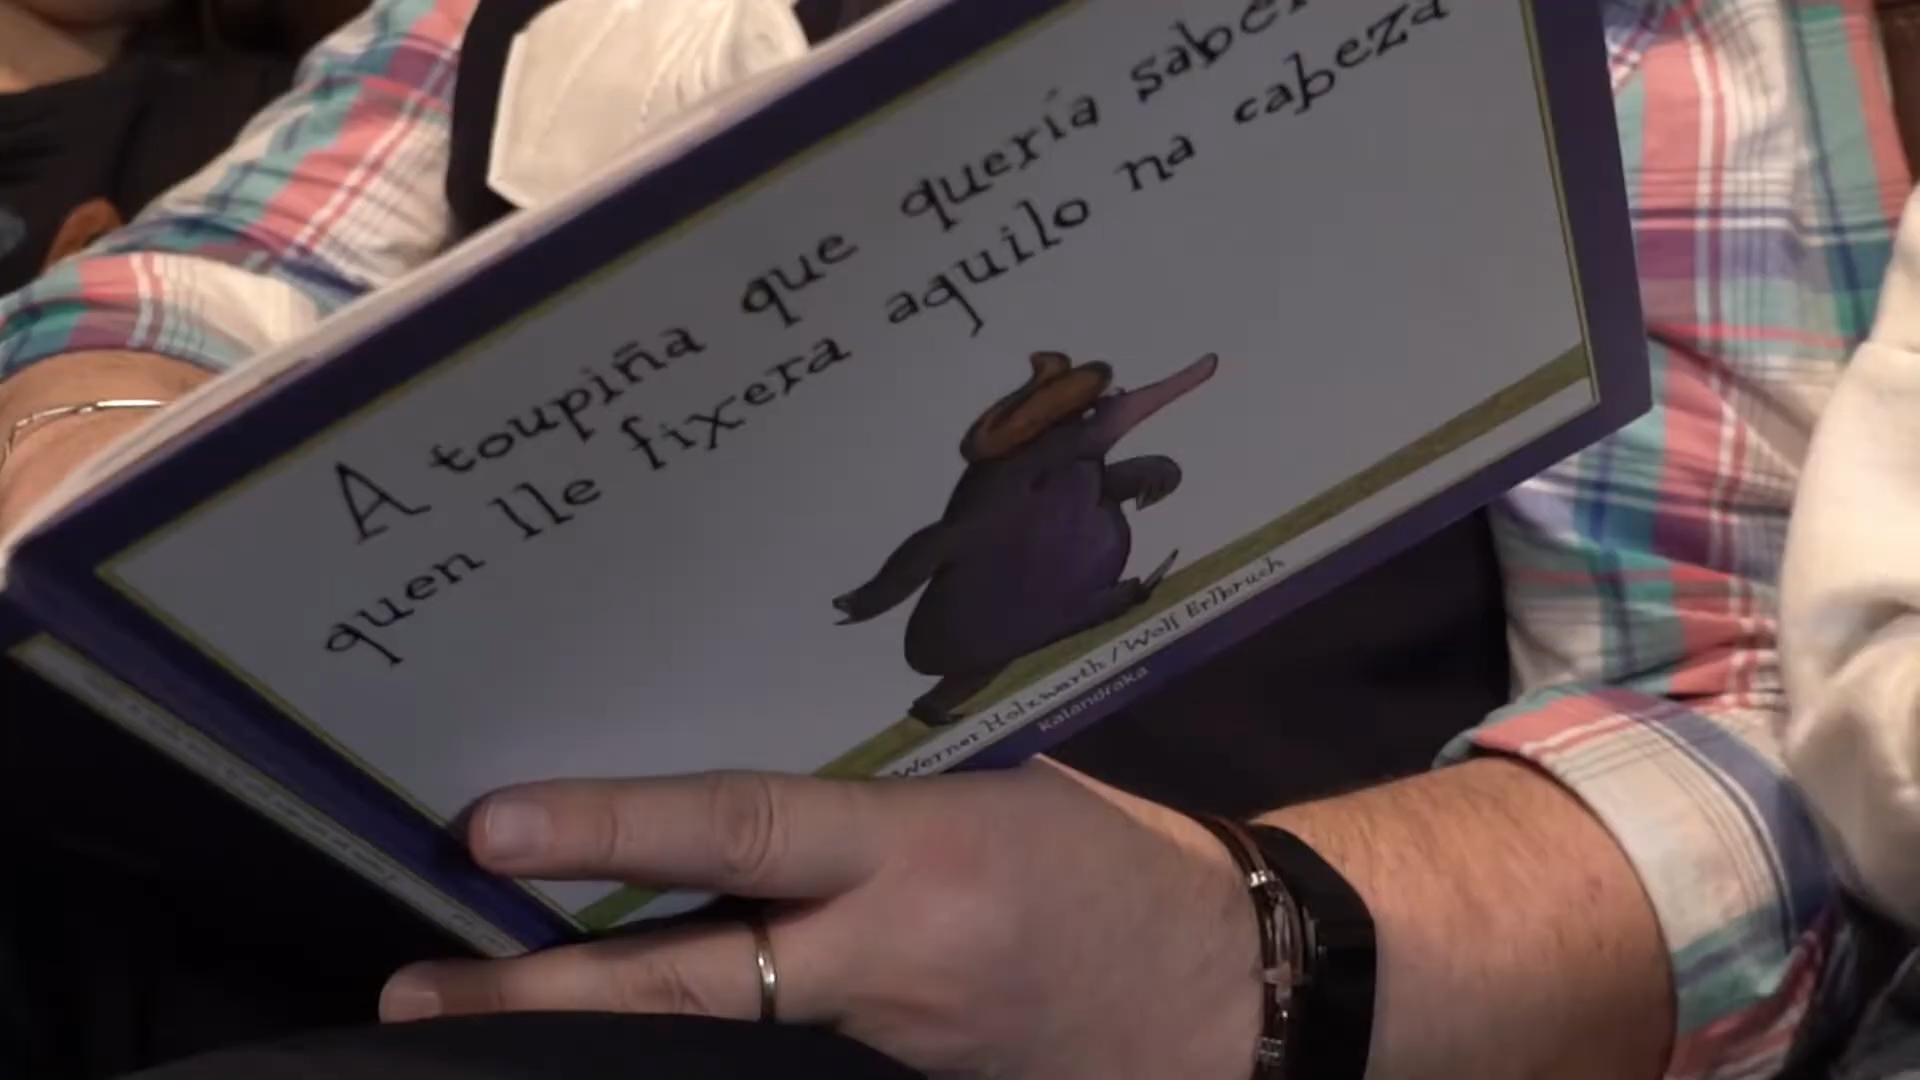 A toupiña que quería saber
quen lle fixera aquilo na cabeza
Werner Holzwarth / Wolf Erlbruch
Kalandraka